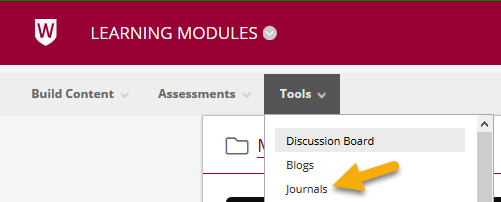 W
LEARNING MODULES
Build Content Assessments Tools
Discussion Board
Blogs
Journals